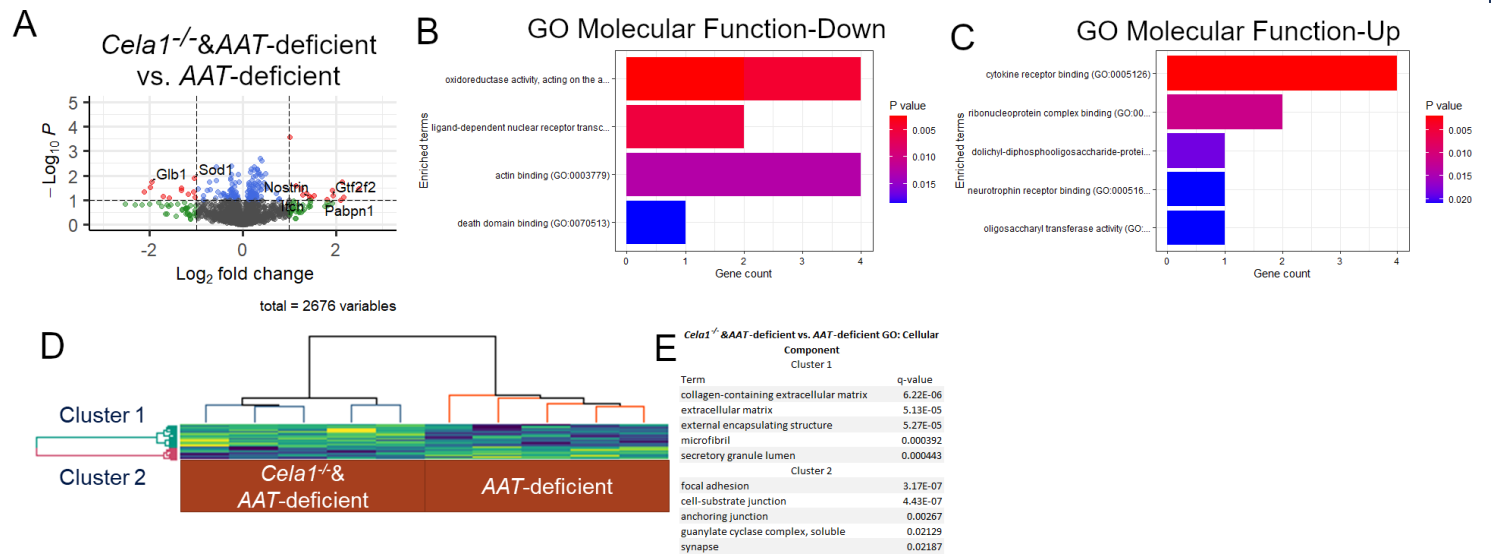 A
Cela1-/-&AAT-deficient
vs. AAT-deficient
5
4
3
2
1
0
-Log10 P
Glb1
Sod1
Nostrin
Itch
Gtf2f2
Pabpn1
-2
0
2
Log2 fold change
total = 2676 variables
B
GO Molecular Function-Down
Enriched terms
oxidoreductase activity, acting on the a...
ligand-dependent nuclear receptor transc...
actin binding (GO:0003779)
death domain binding (GO:0070513)
0
1
2
3
4
Gene count
P value
0.005
0.010
0.015
C
GO Molecular Function-Up
Enriched terms
cytokine receptor binding (GO:0005126)
ribonucleoprotein complex binding (GO:00...
dolichyl-diphosphooligosaccharide-protei...
neurotrophin receptor binding (GO:000516...
oligosaccharyl transferase activity (GO:...
0
1
2
3
4
Gene count
P value
0.005
0.010
0.015
0.020
D
Cluster 1
Cluster 2
Cela1-/-&
AAT-deficient
AAT-deficient
E
Cela1-/- &AAT-deficient vs. AAT-deficient GO: Cellular
Component
Cluster 1
Term q-value
collagen-containing extracellular matrix 6.22E-06
extracellular matrix 5.13E-05
external encapsulating structure 5.27E-05
microfibril 0.000392
secretory granule lumen 0.000443
Cluster 2
focal adhesion 3.17E-07
cell-substrate junction 4.43E-07
anchoring junction 0.00267
guanylate cyclase complex, soluble 0.02129
synapse 0.02187